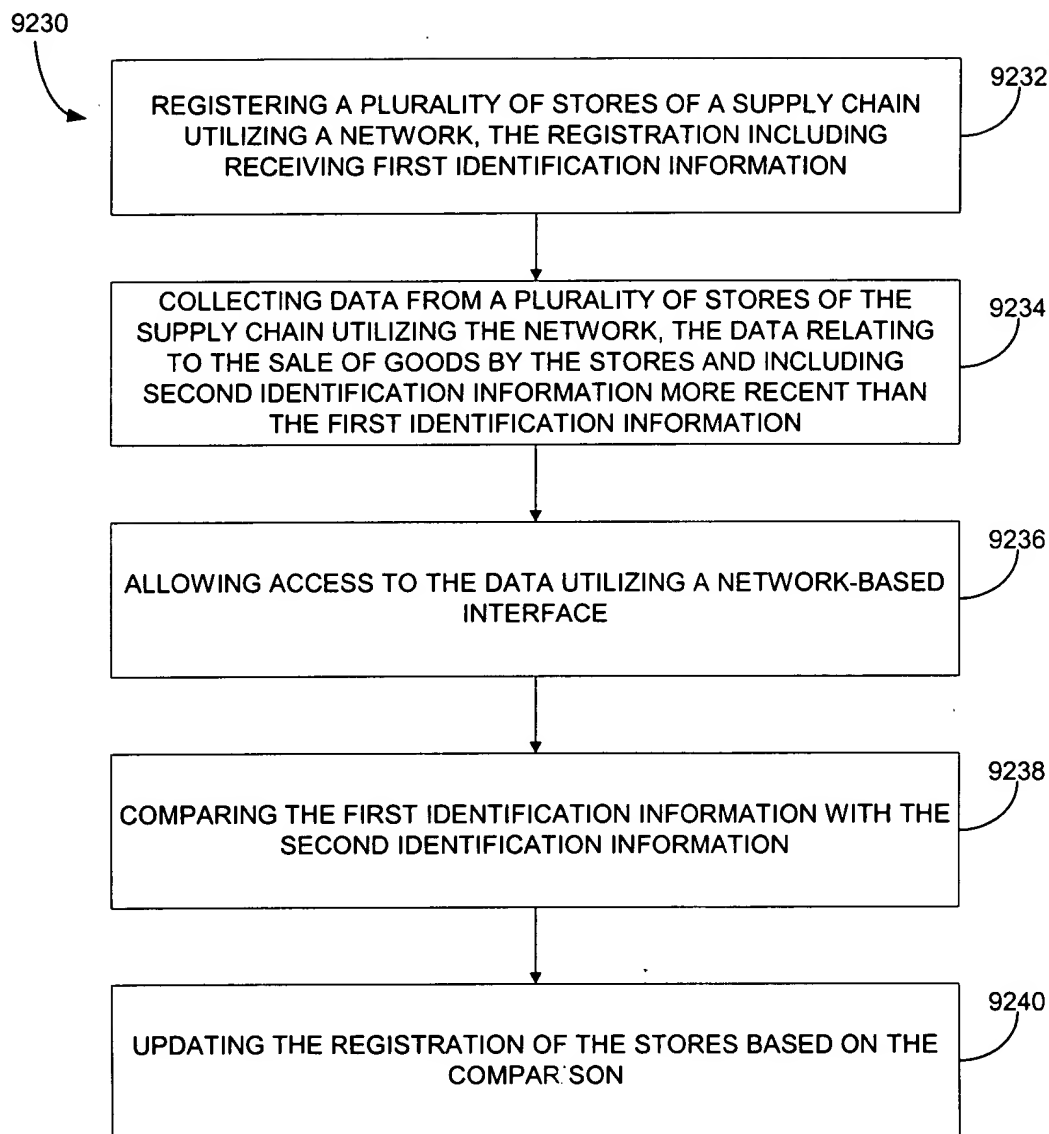 9230
9232
REGISTERING A PLURALITY OF STORES OF A SUPPLY CHAIN
UTILIZING A NETWORK, THE REGISTRATION INCLUDING
RECEIVING FIRST IDENTIFICATION INFORMATION
9234
COLLECTING DATA FROM A PLURALITY OF STORES OF THE
SUPPLY CHAIN UTILIZING THE NETWORK, THE DATA RELATING
TO THE SALE OF GOODS BY THE STORES AND INCLUDING
SECOND IDENTIFICATION INFORMATION MORE RECENT THAN
THE FIRST IDENTIFICATION INFORMATION
9236
ALLOWING ACCESS TO THE DATA UTILIZING A NETWORK-BASED
INTERFACE
9238
COMPARING THE FIRST IDENTIFICATION INFORMATION WITH THE
SECOND IDENTIFICATION INFORMATION
9240
UPDATING THE REGISTRATION OF THE STORES BASED ON THE
COMPARISON